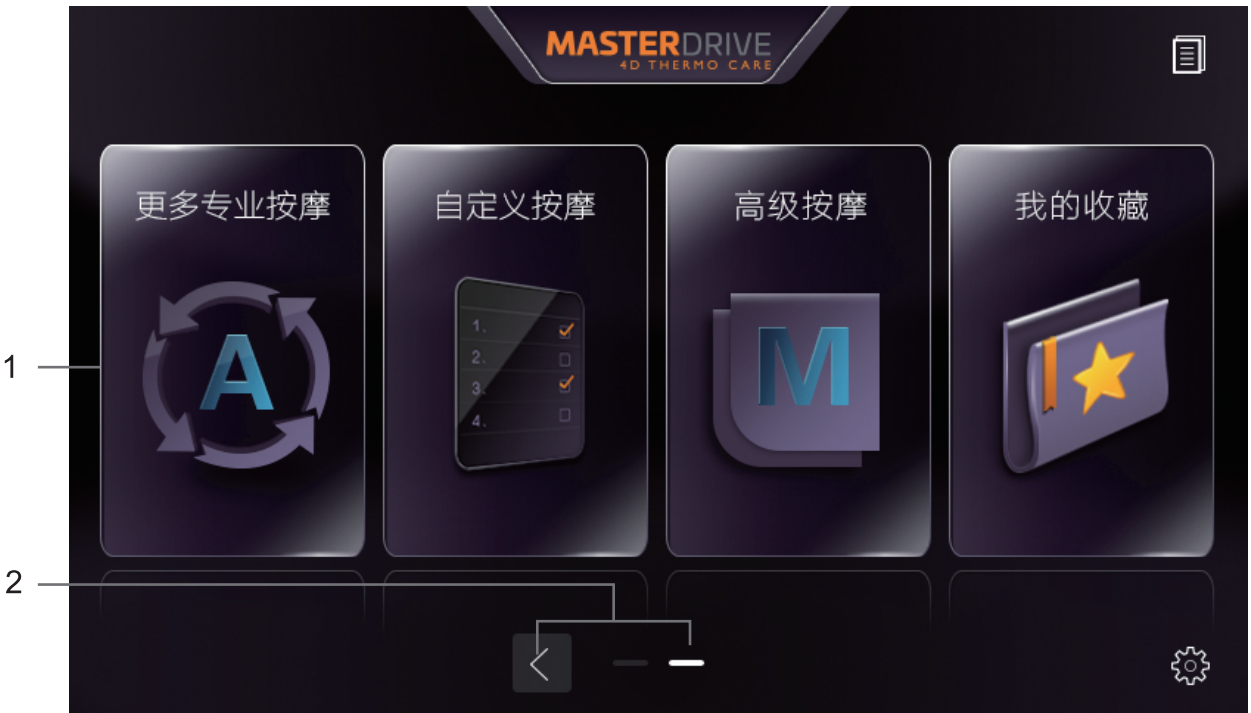 MASTERDRIVE
4D THERMO CARE
更多专业按摩
自定义按摩
高级按摩
我的收藏
A
1.
2.
3.
4.
M
1
2